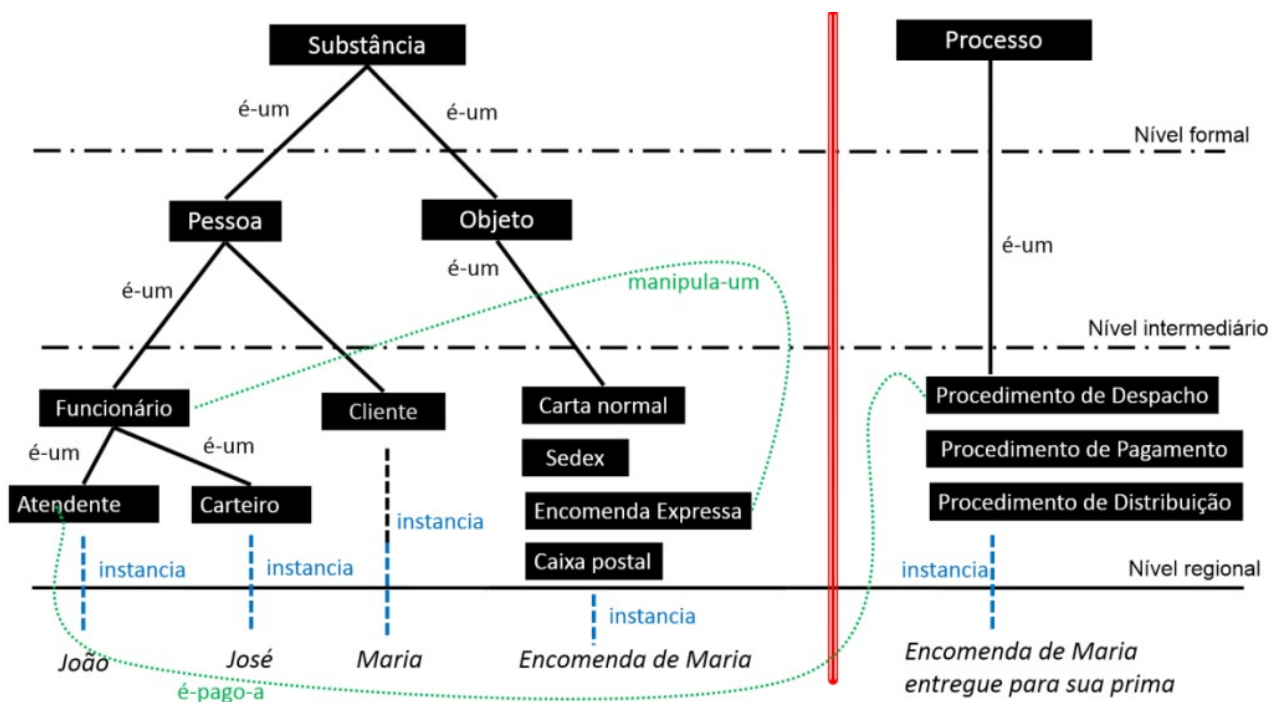 Substância
Processo
é-um
é-um
Nível formal
Pessoa
Objeto
é-um
é-um
é-um
manipula-um
Nível intermediário
Funcionário
Cliente
Carta normal
Procedimento de Despacho
é-um
é-um
Sedex
Procedimento de Pagamento
Atendente
Carteiro
Encomenda Expressa
Procedimento de Distribuição
instancia
Caixa postal
instancia
instancia
instancia
Nível regional
instancia
João
José
Maria
Encomenda de Maria
Encomenda de Maria
entregue para sua prima
é-pago-a